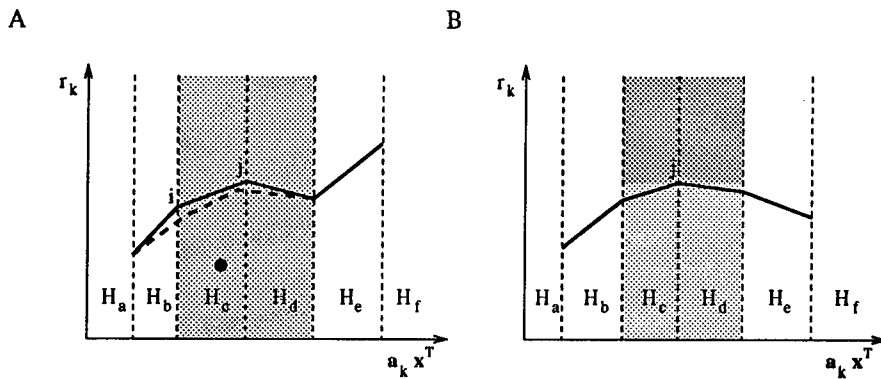 A
B
r_k
r_k
i
j
j
H_a H_b H_c H_d H_e H_f
H_a H_b H_c H_d H_e H_f
a_k x^T
a_k x^T